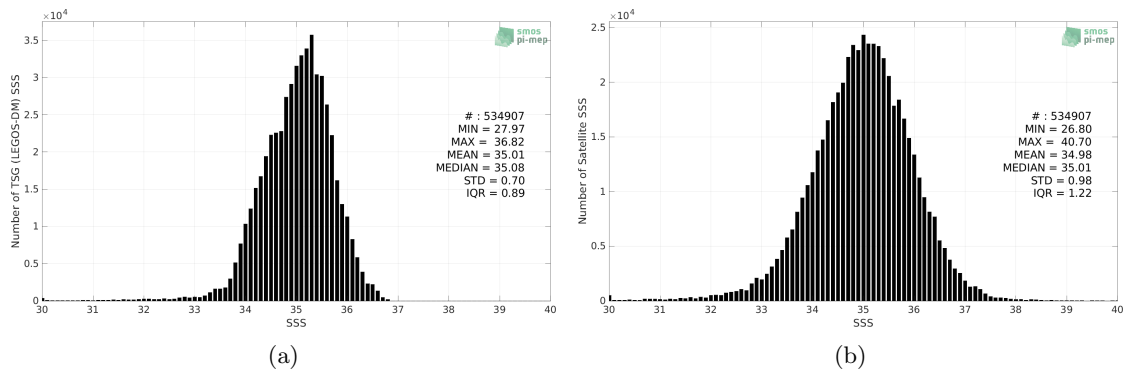 ×10⁴
3.5
3
2.5
2
1.5
1
0.5
0
30 31 32 33 34 35 36 37 38 39 40
SSS
Number of TSG (LEGOS-DM) SSS
smos
pi-mep
# : 534907
MIN = 27.97
MAX = 36.82
MEAN = 35.01
MEDIAN = 35.08
STD = 0.70
IQR = 0.89
(a)
×10⁴
2.5
2
1.5
1
0.5
0
30 31 32 33 34 35 36 37 38 39 40
SSS
Number of Satellite SSS
smos
pi-mep
# : 534907
MIN = 26.80
MAX = 40.70
MEAN = 34.98
MEDIAN = 35.01
STD = 0.98
IQR = 1.22
(b)